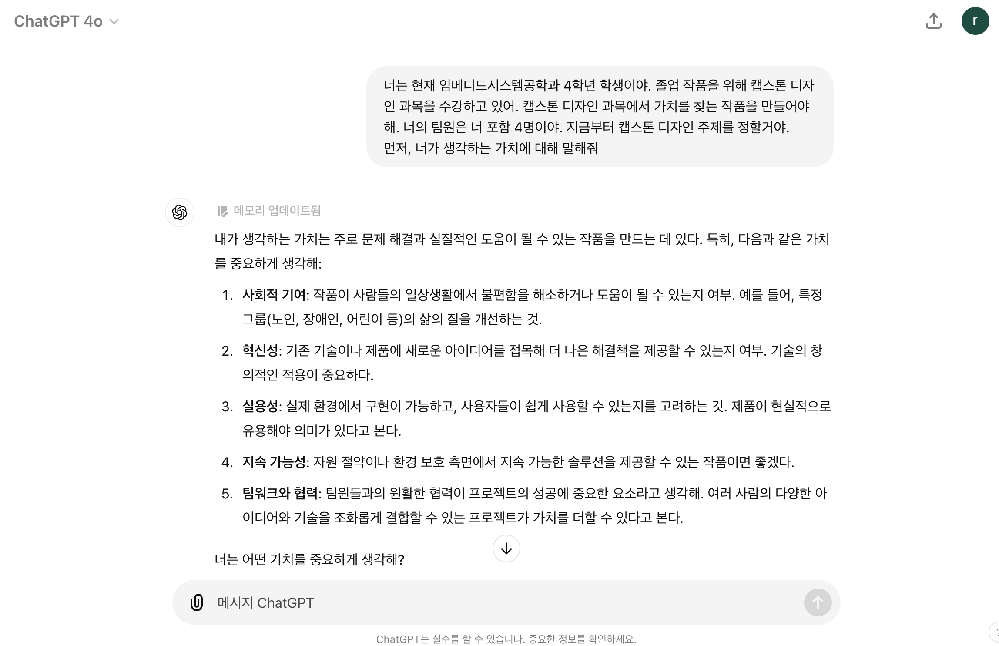 ChatGPT 4o
r
너는 현재 임베디드시스템공학과 4학년 학생이야. 졸업 작품을 위해 캡스톤 디자
인 과목을 수강하고 있어. 캡스톤 디자인 과목에서 가치를 찾는 작품을 만들어야
해. 너의 팀원은 너 포함 4명이야. 지금부터 캡스톤 디자인 주제를 정할거야.
먼저, 너가 생각하는 가치에 대해 말해줘
메모리 업데이트됨
내가 생각하는 가치는 주로 문제 해결과 실질적인 도움이 될 수 있는 작품을 만드는 데 있다. 특히, 다음과 같은 가치
를 중요하게 생각해:
1. 사회적 기여: 작품이 사람들의 일상생활에서 불편함을 해소하거나 도움이 될 수 있는지 여부. 예를 들어, 특정
그룹(노인, 장애인, 어린이 등)의 삶의 질을 개선하는 것.
2. 혁신성: 기존 기술이나 제품에 새로운 아이디어를 접목해 더 나은 해결책을 제공할 수 있는지 여부. 기술의 창
의적인 적용이 중요하다.
3. 실용성: 실제 환경에서 구현이 가능하고, 사용자들이 쉽게 사용할 수 있는지를 고려하는 것. 제품이 현실적으로
유용해야 의미가 있다고 본다.
4. 지속 가능성: 자원 절약이나 환경 보호 측면에서 지속 가능한 솔루션을 제공할 수 있는 작품이면 좋겠다.
5. 팀워크와 협력: 팀원들과의 원활한 협력이 프로젝트의 성공에 중요한 요소라고 생각해. 여러 사람의 다양한 아
이디어와 기술을 조화롭게 결합할 수 있는 프로젝트가 가치를 더할 수 있다고 본다.
너는 어떤 가치를 중요하게 생각해?
메시지 ChatGPT
ChatGPT는 실수를 할 수 있습니다. 중요한 정보를 확인하세요.
?